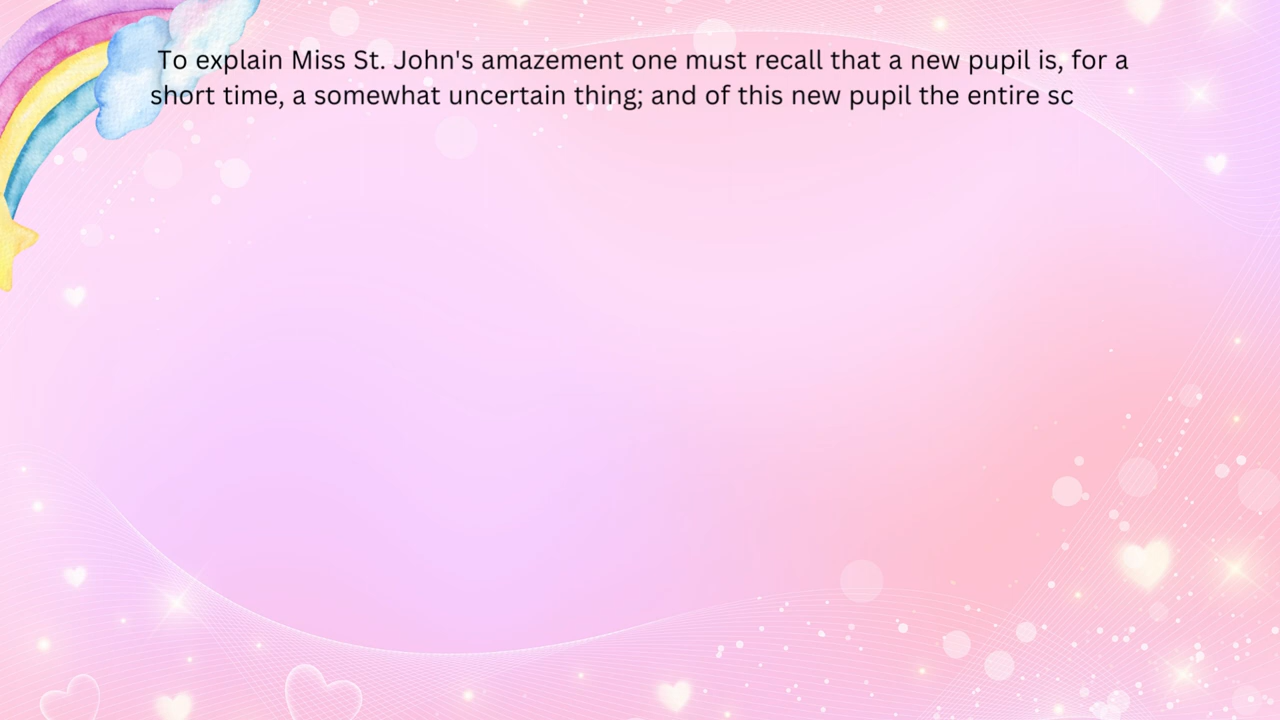 To explain Miss St. John's amazement one must recall that a new pupil is, for a
short time, a somewhat uncertain thing; and of this new pupil the entire sc